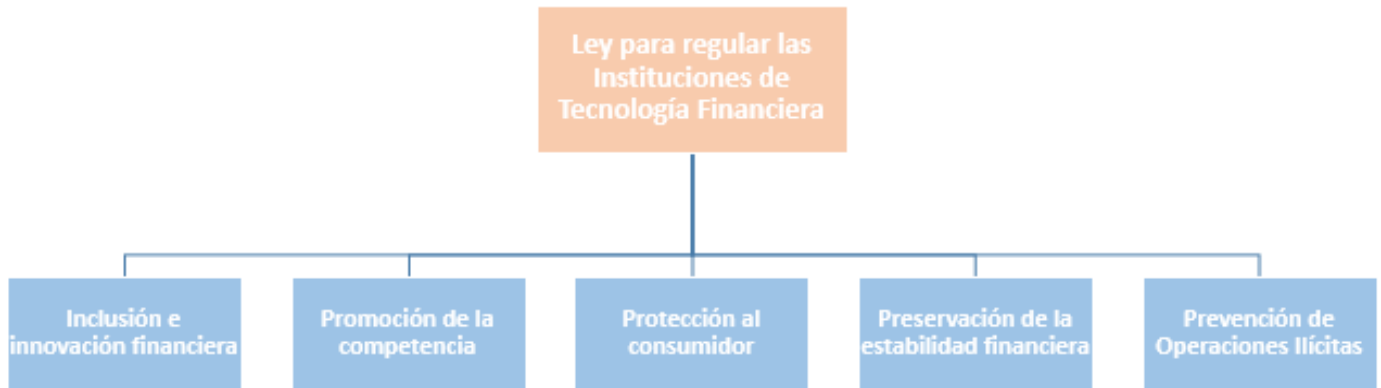 Ley para regular las
Instituciones de
Tecnología Financiera
Inclusión e
innovación financiera
Promoción de la
competencia
Protección al
consumidor
Preservación de la
estabilidad financiera
Prevención de
Operaciones Ilícitas